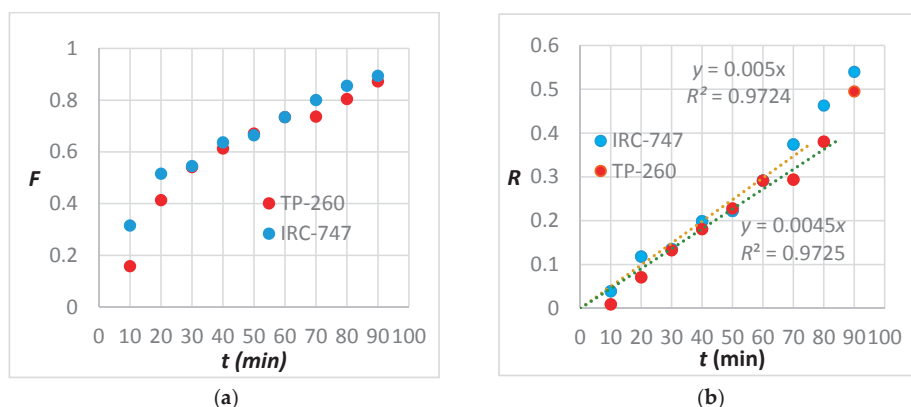 1
0.8
0.6
F
0.4
0.2
0
TP-260
IRC-747
0 10 20 30 40 50 60 70 80 90 100
t (min)
(a)
0.6
0.5
0.4
R
0.3
0.2
0.1
0
y = 0.005x
R² = 0.9724
IRC-747
TP-260
y = 0.0045x
R² = 0.9725
0 10 20 30 40 50 60 70 80 90 100
t (min)
(b)